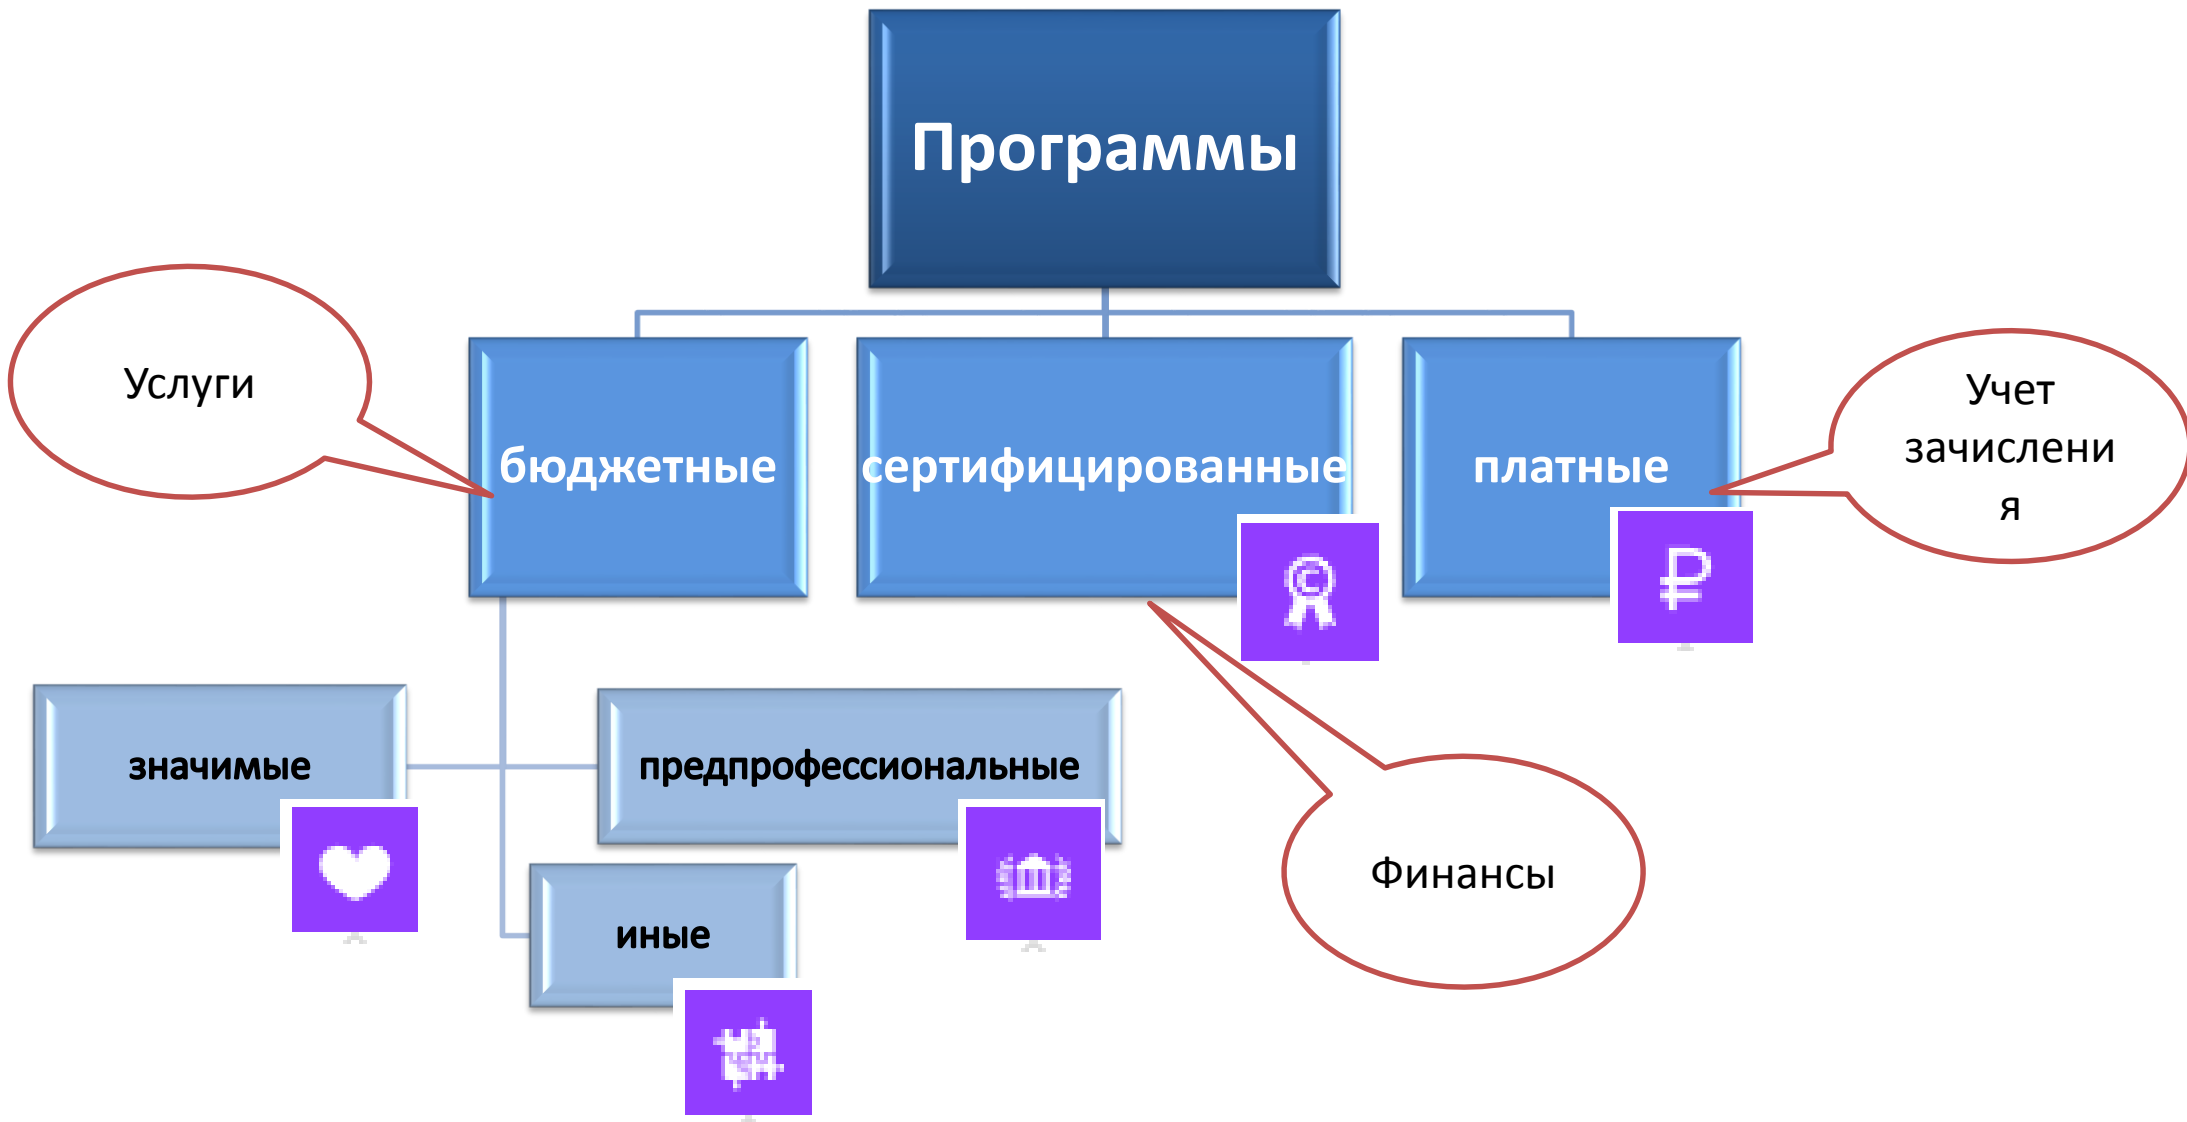 Программы
Услуги
бюджетные
сертифицированные
платные
Учет
зачислени
я
значимые
предпрофессиональные
Финансы
иные